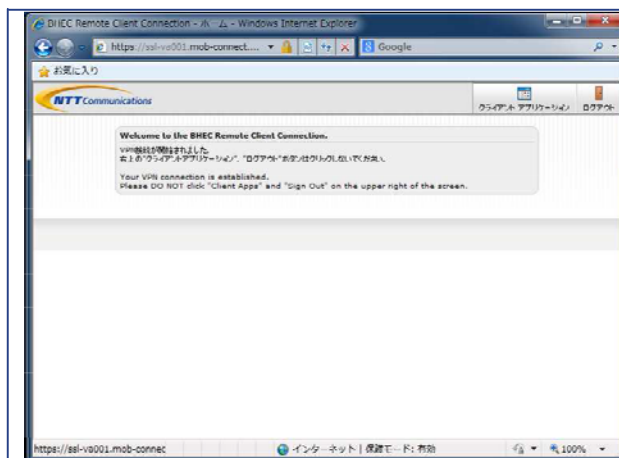 BHEC Remote Client Connection - ホーム - Windows Internet Explorer
https://ssl-vo001.mob-connect....
Google
お気に入り
NTT Communications
クライアント アプリケーション
ログアウト
Welcome to the BHEC Remote Client Connection.
VPN接続が開始されました。
右上の"クライアントアプリケーション"、"ログアウト"ボタンはクリックしないでください。
Your VPN connection is established.
Please DO NOT click "Client Apps" and "Sign Out" on the upper right of the screen.
https://ssl-vo001.mob-connec
インターネット | 保護モード: 有効
100%